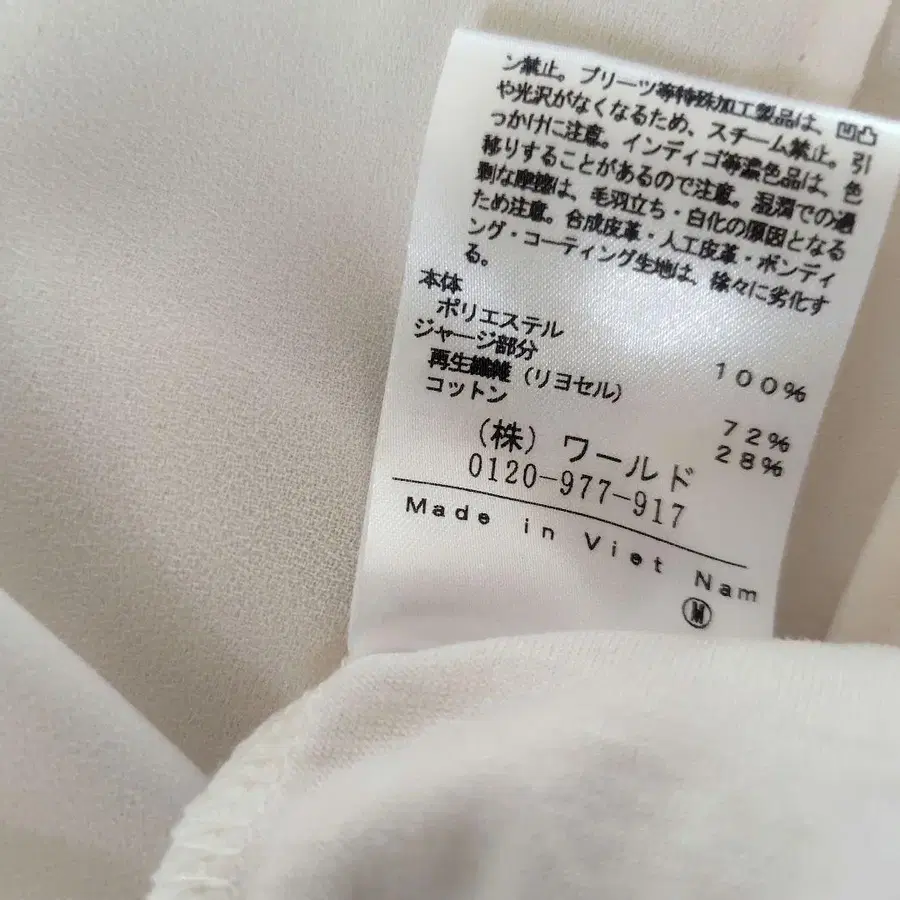 ン禁止。プリーツ等特殊加工製品は、凹凸
や光沢がなくなるため、スチーム禁止。引
っかけに注意。インディゴ等濃色品は、色
移りすることがあるので注意。湿潤での過
剰な摩擦は、毛羽立ち・白化の原因となる
ため注意。合成皮革・人工皮革・ボンディ
ング・コーティング生地は、徐々に劣化す
る。
本体
ポリエステル 100%
ジャージ部分
再生繊維(リヨセル) 72%
コットン 28%
(株) ワールド
0120-977-917
Made in Viet Nam
Ⓜ